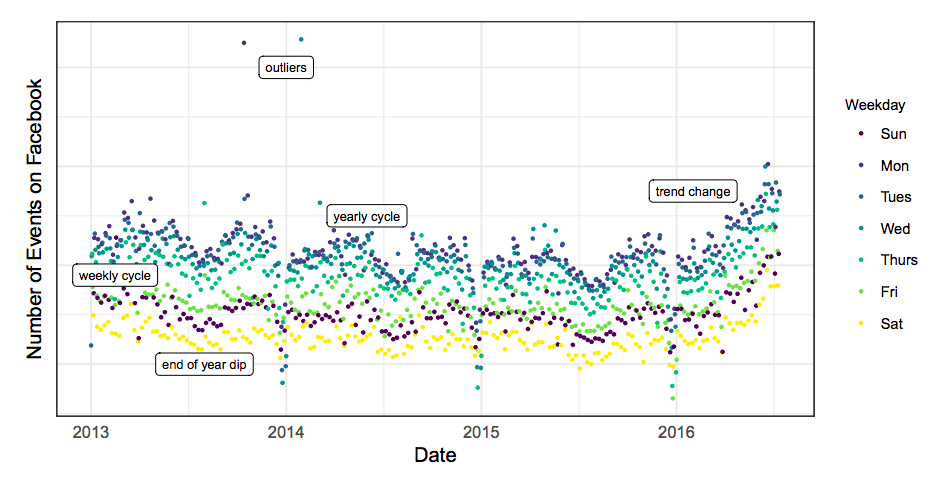 outliers
Number of Events on Facebook
Weekday
Sun
Mon
Tues
Wed
Thurs
Fri
Sat
trend change
yearly cycle
weekly cycle
end of year dip
2013
2014
2015
2016
Date